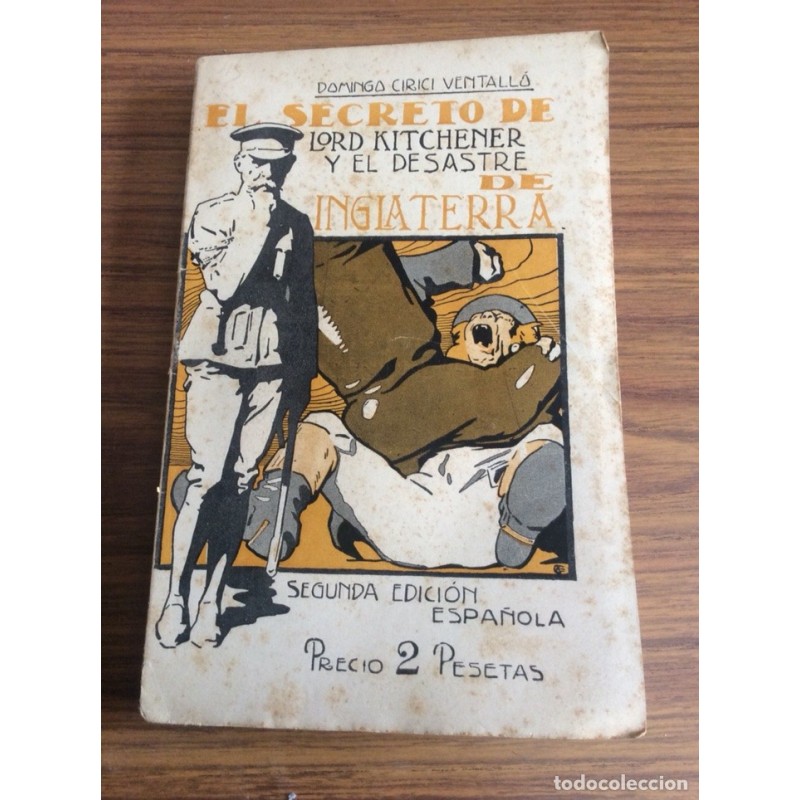 DOMINGO CIRICI VENTALLÓ
EL SECRETO DE
LORD KITCHENER
Y EL DESASTRE
DE
INGLATERRA
SEGUNDA EDICIÓN
ESPAÑOLA
PRECIO 2 PESETAS
todocoleccion